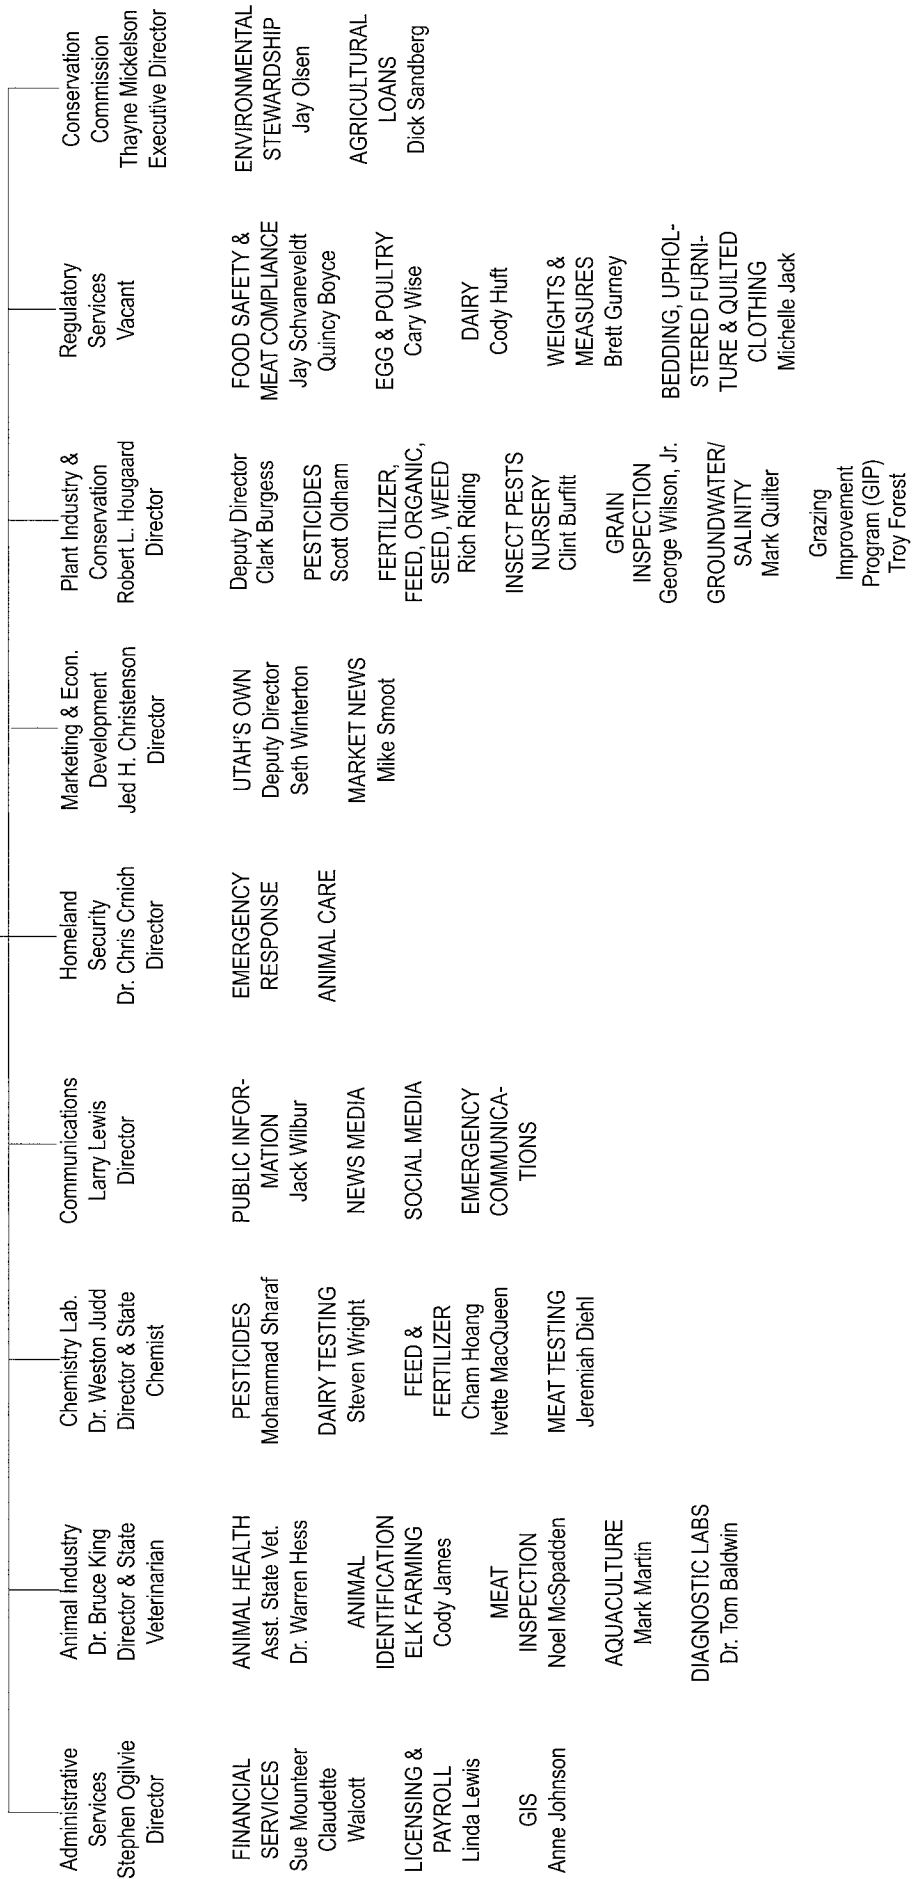 Administrative
Services
Stephen Ogilvie
Director
FINANCIAL
SERVICES
Sue Mounteer
Claudette
Walcott
LICENSING &
PAYROLL
Linda Lewis
GIS
Anne Johnson
Animal Industry
Dr. Bruce King
Director & State
Veterinarian
ANIMAL HEALTH
Asst. State Vet.
Dr. Warren Hess
ANIMAL
IDENTIFICATION
ELK FARMING
Cody James
MEAT
INSPECTION
Noel McSpadden
AQUACULTURE
Mark Martin
DIAGNOSTIC LABS
Dr. Tom Baldwin
Chemistry Lab.
Dr. Weston Judd
Director & State
Chemist
PESTICIDES
Mohammad Sharaf
DAIRY TESTING
Steven Wright
FEED &
FERTILIZER
Cham Hoang
Ivette MacQueen
MEAT TESTING
Jeremiah Diehl
Communications
Larry Lewis
Director
PUBLIC INFOR-
MATION
Jack Wilbur
NEWS MEDIA
SOCIAL MEDIA
EMERGENCY
COMMUNICA-
TIONS
Homeland
Security
Dr. Chris Crnich
Director
EMERGENCY
RESPONSE
ANIMAL CARE
Marketing & Econ.
Development
Jed H. Christenson
Director
UTAH'S OWN
Deputy Director
Seth Winterton
MARKET NEWS
Mike Smoot
Plant Industry &
Conservation
Robert L. Hougaard
Director
Deputy Director
Clark Burgess
PESTICIDES
Scott Oldham
FERTILIZER,
FEED, ORGANIC,
SEED, WEED
Rich Riding
INSECT PESTS
NURSERY
Clint Burfitt
GRAIN
INSPECTION
George Wilson, Jr.
GROUNDWATER/
SALINITY
Mark Quilter
Grazing
Improvement
Program (GIP)
Troy Forest
Regulatory
Services
Vacant
FOOD SAFETY &
MEAT COMPLIANCE
Jay Schvaneveldt
Quincy Boyce
EGG & POULTRY
Cary Wise
DAIRY
Cody Huft
WEIGHTS &
MEASURES
Brett Gurney
BEDDING, UPHOL-
STERED FURNI-
TURE & QUILTED
CLOTHING
Michelle Jack
Conservation
Commission
Thayne Mickelson
Executive Director
ENVIRONMENTAL
STEWARDSHIP
Jay Olsen
AGRICULTURAL
LOANS
Dick Sandberg